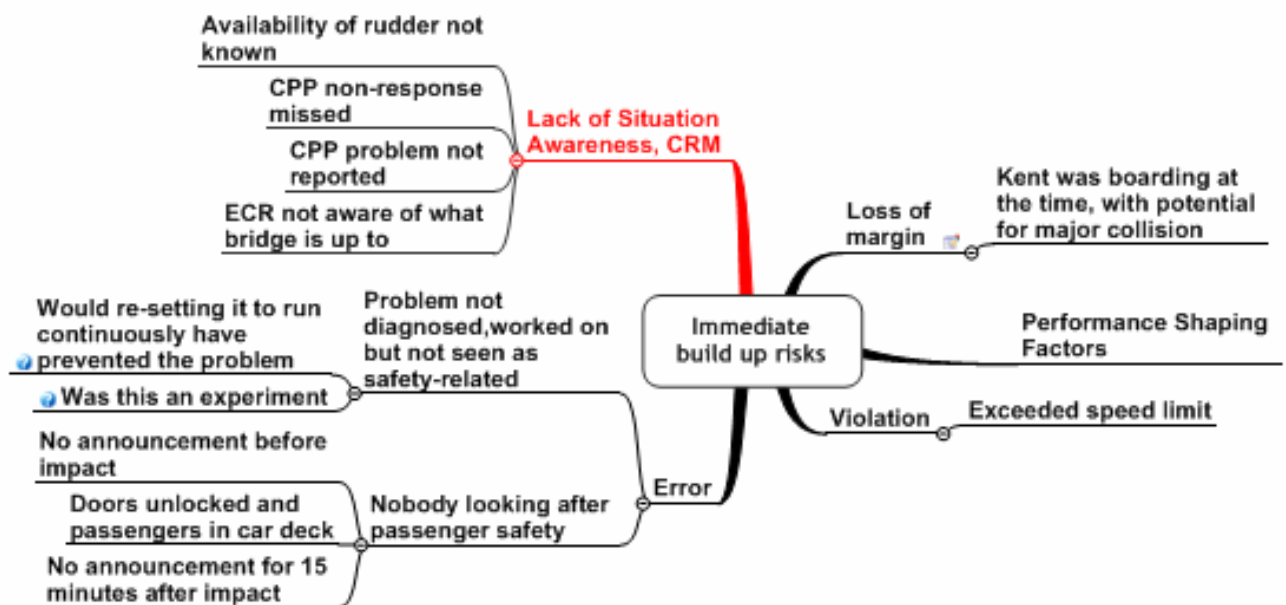 Availability of rudder not
known
CPP non-response
missed
CPP problem not
reported
ECR not aware of what
bridge is up to
Lack of Situation
Awareness, CRM
Would re-setting it to run
continuously have
prevented the problem
Was this an experiment
Problem not
diagnosed,worked on
but not seen as
safety-related
No announcement before
impact
Doors unlocked and
passengers in car deck
No announcement for 15
minutes after impact
Nobody looking after
passenger safety
Error
Immediate
build up risks
Loss of
margin
Kent was boarding at
the time, with potential
for major collision
Performance Shaping
Factors
Violation
Exceeded speed limit